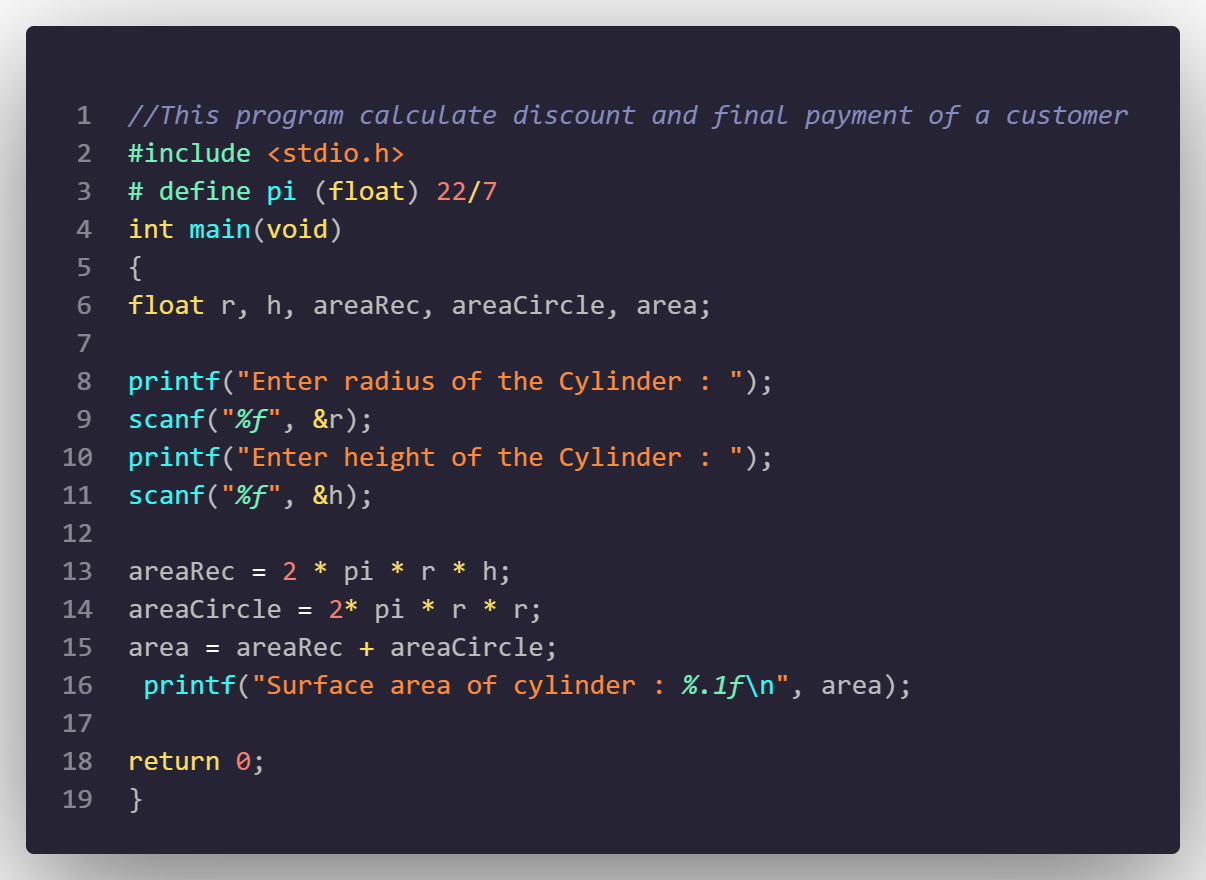 1 //This program calculate discount and final payment of a customer
2 #include <stdio.h>
3 # define pi (float) 22/7
4 int main(void)
5 {
6 float r, h, areaRec, areaCircle, area;
7
8 printf("Enter radius of the Cylinder : ");
9 scanf("%f", &r);
10 printf("Enter height of the Cylinder : ");
11 scanf("%f", &h);
12
13 areaRec = 2 * pi * r * h;
14 areaCircle = 2* pi * r * r;
15 area = areaRec + areaCircle;
16  printf("Surface area of cylinder : %.1f\n", area);
17
18 return 0;
19 }